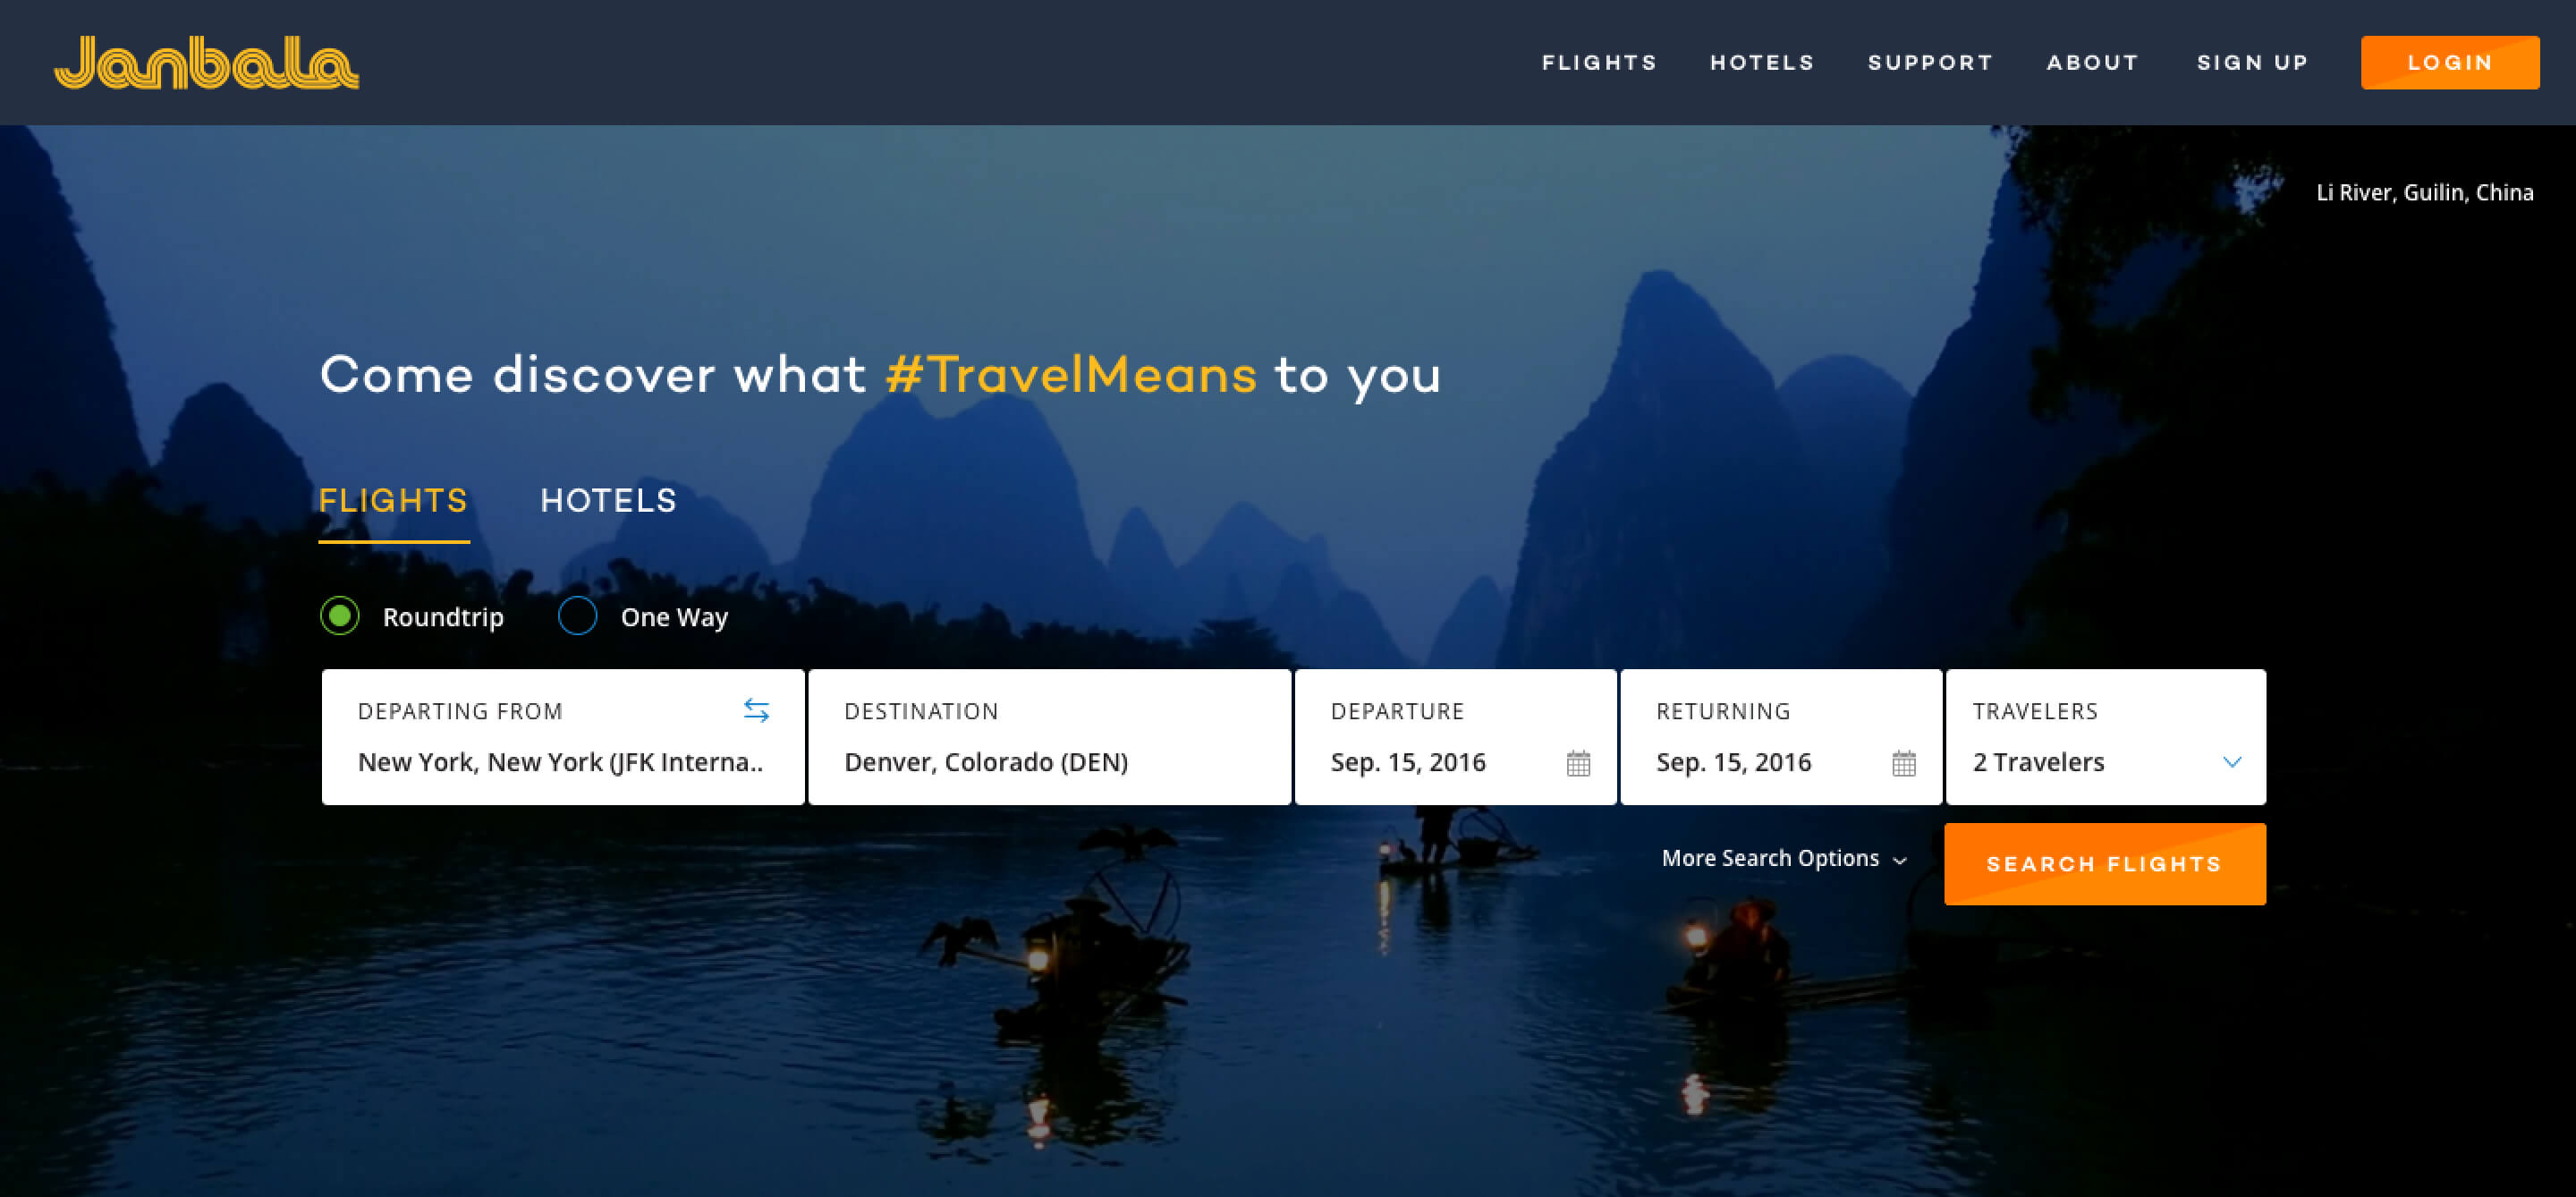 Janbala
FLIGHTS HOTELS SUPPORT ABOUT SIGN UP LOGIN
Li River, Guilin, China
Come discover what #TravelMeans to you
FLIGHTS HOTELS
Roundtrip One Way
DEPARTING FROM DESTINATION DEPARTURE RETURNING TRAVELERS
New York, New York (JFK Interna.. Denver, Colorado (DEN) Sep. 15, 2016 Sep. 15, 2016 2 Travelers
More Search Options SEARCH FLIGHTS